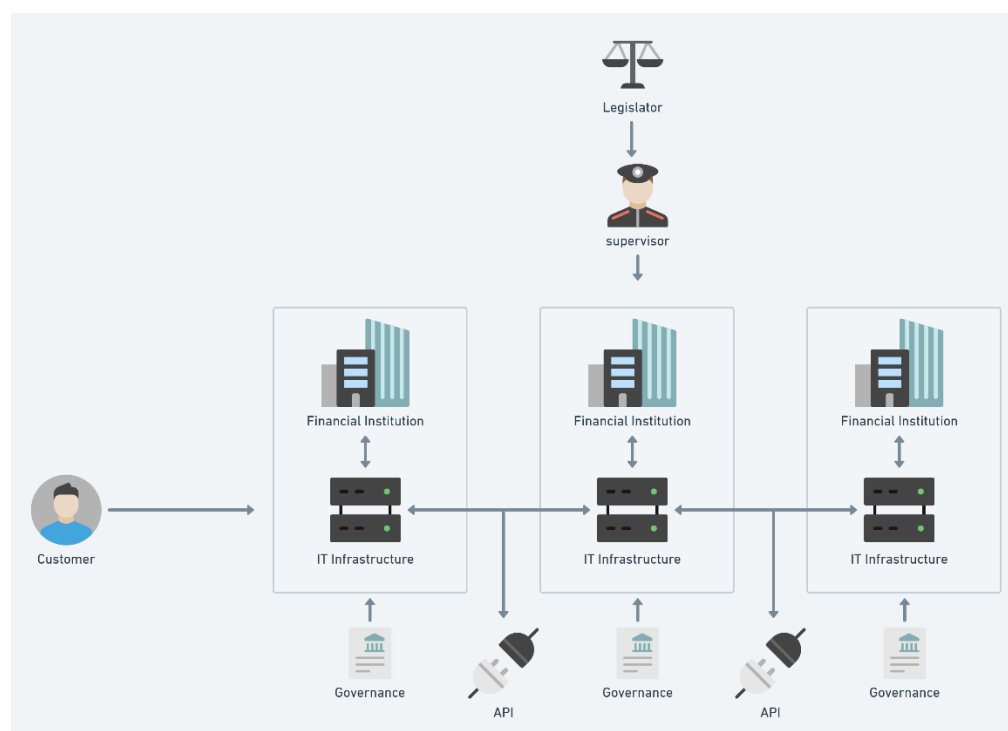 Legislator
supervisor
Financial Institution
Financial Institution
Financial Institution
Customer
IT Infrastructure
IT Infrastructure
IT Infrastructure
Governance
API
Governance
API
Governance